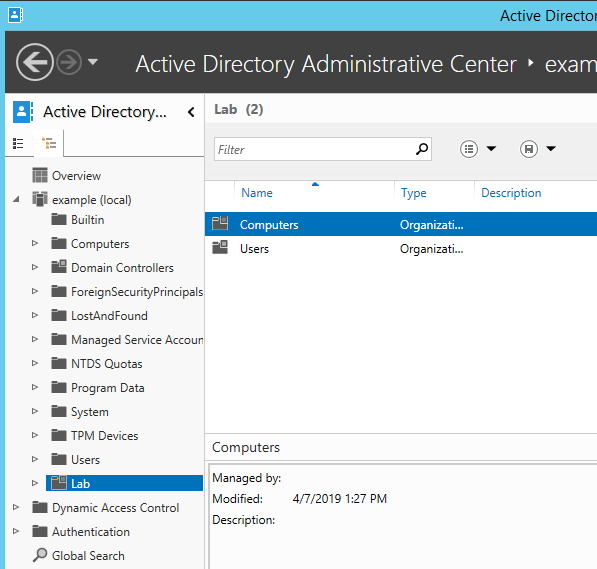 Active Director
Active Directory Administrative Center ‣ exam
Active Directory...
Overview
example (local)
Builtin
Computers
Domain Controllers
ForeignSecurityPrincipals
LostAndFound
Managed Service Accoun
NTDS Quotas
Program Data
System
TPM Devices
Users
Lab
Dynamic Access Control
Authentication
Global Search
Lab (2)
Filter
Name Type Description
Computers Organizati...
Users Organizati...
Computers
Managed by:
Modified: 4/7/2019 1:27 PM
Description: